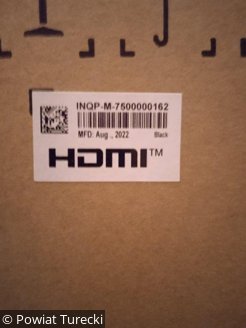 INQP-M-7500000162
MFD: Aug ., 2022 Black
HDMI™
© Powiat Turecki